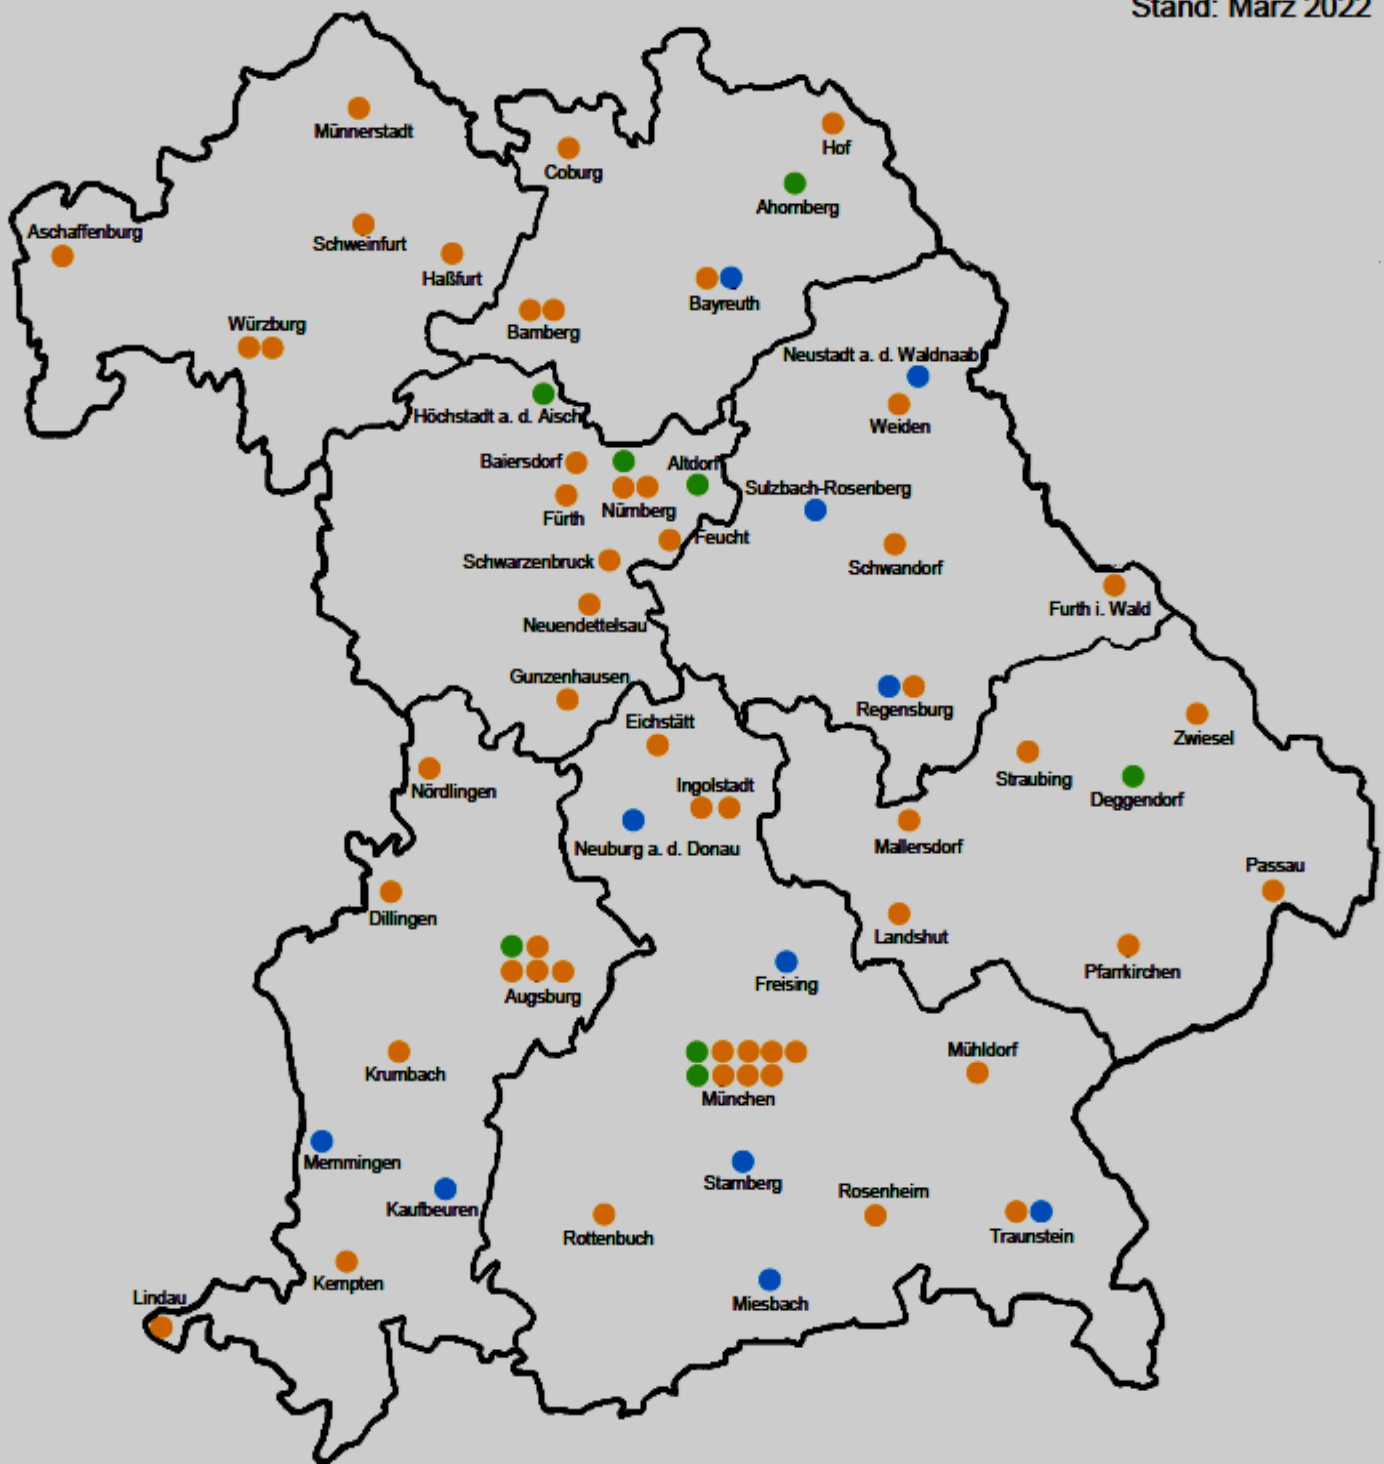 Stand: März 2022
Münnerstadt
Hof
Coburg
Ahornberg
Aschaffenburg
Schweinfurt
Haßfurt
Bayreuth
Würzburg
Bamberg
Neustadt a. d. Waldnaab
Höchstadt a. d. Aisch
Weiden
Baiersdorf
Altdorf
Sulzbach-Rosenberg
Nürnberg
Fürth
Feucht
Schwarzenbruck
Schwandorf
Furth i. Wald
Neuendettelsau
Gunzenhausen
Regensburg
Eichstätt
Zwiesel
Straubing
Ingolstadt
Nördlingen
Deggendorf
Neuburg a. d. Donau
Mallersdorf
Passau
Dillingen
Landshut
Pfarrkirchen
Freising
Augsburg
Mühldorf
Krumbach
München
Memmingen
Starnberg
Rosenheim
Kaufbeuren
Rottenbuch
Traunstein
Kempten
Lindau
Miesbach